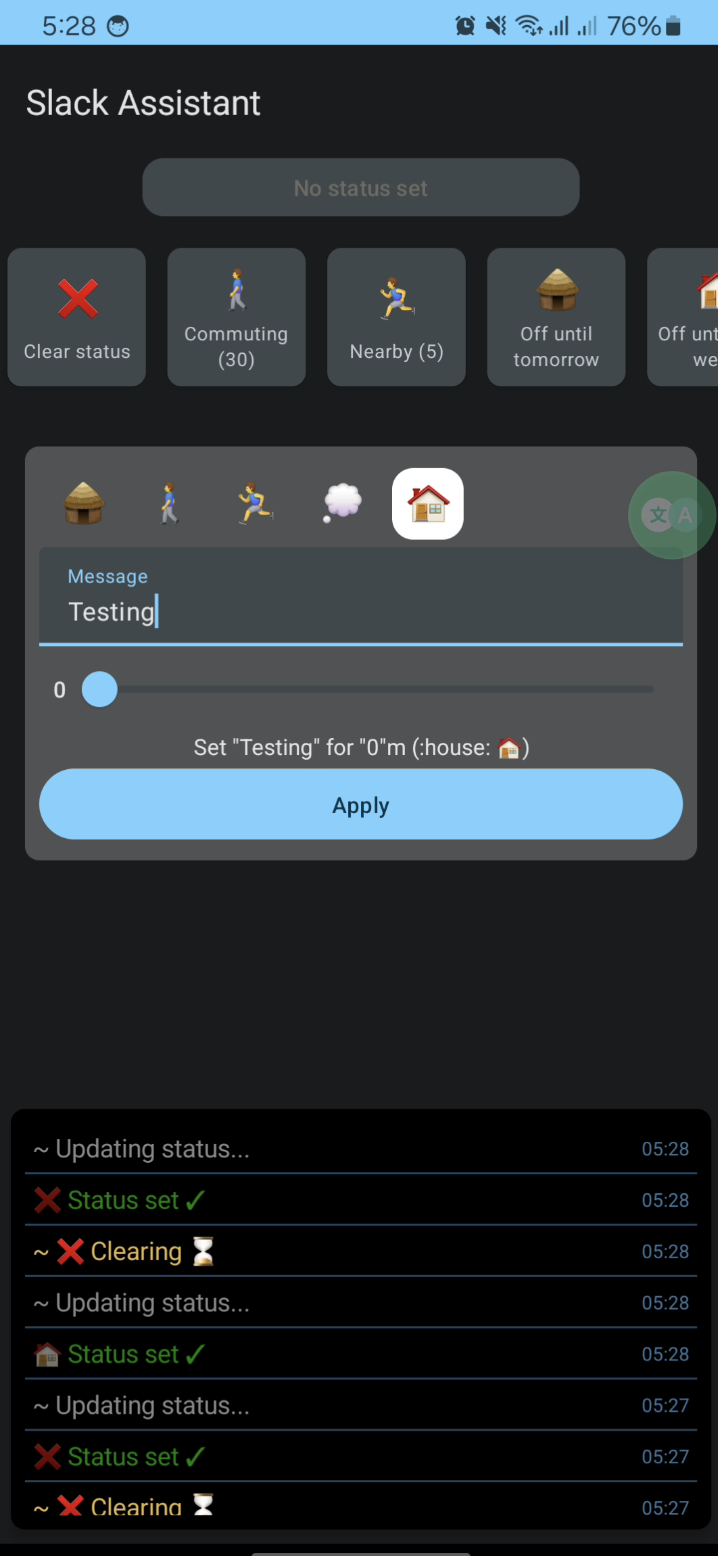 5:28 76%
Slack Assistant
No status set
Clear status
Commuting
(30)
Nearby (5)
Off until
tomorrow
Off unt
we
文 A
Message
Testing
0
Set "Testing" for "0"m (:house: 🏠)
Apply
~ Updating status... 05:28
❌ Status set ✓ 05:28
~ ❌ Clearing ⏳ 05:28
~ Updating status... 05:28
🏠 Status set ✓ 05:28
~ Updating status... 05:27
❌ Status set ✓ 05:27
~ ❌ Clearing ⏳ 05:27